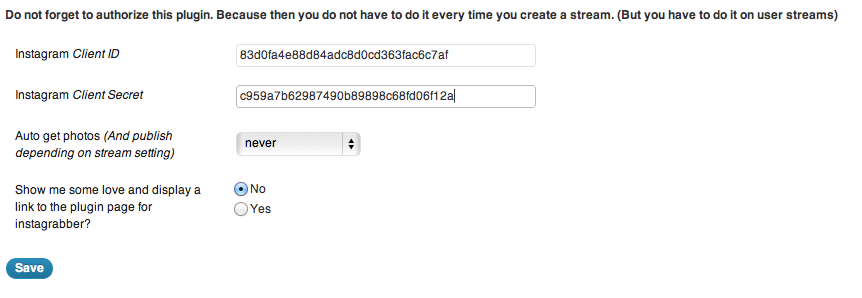 Do not forget to authorize this plugin. Because then you do not have to do it every time you create a stream. (But you have to do it on user streams)
Instagram Client ID
83d0fa4e88d84adc8d0cd363fac6c7af
Instagram Client Secret
c959a7b62987490b89898c68fd06f12a
Auto get photos (And publish
depending on stream setting)
never
Show me some love and display a
link to the plugin page for
instagrabber?
No
Yes
Save